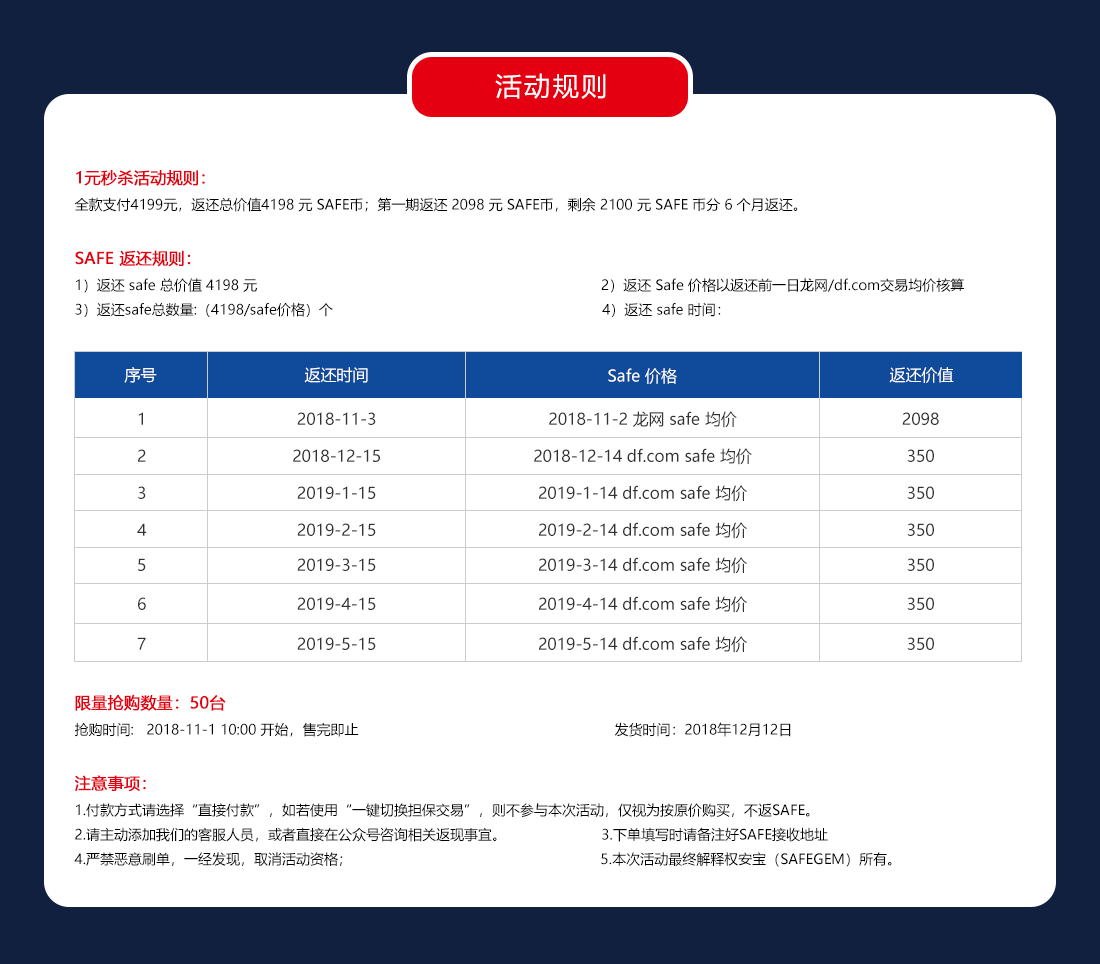 活动规则
1元秒杀活动规则：
全款支付4199元，返还总价值4198 元 SAFE币；第一期返还 2098 元 SAFE币，剩余 2100 元 SAFE 币分 6 个月返还。
SAFE 返还规则：
1）返还 safe 总价值 4198 元
2）返还 Safe 价格以返还前一日龙网/df.com交易均价核算
3）返还safe总数量:（4198/safe价格）个
4）返还 safe 时间：
序号 返还时间 Safe 价格 返还价值
1 2018-11-3 2018-11-2 龙网 safe 均价 2098
2 2018-12-15 2018-12-14 df.com safe 均价 350
3 2019-1-15 2019-1-14 df.com safe 均价 350
4 2019-2-15 2019-2-14 df.com safe 均价 350
5 2019-3-15 2019-3-14 df.com safe 均价 350
6 2019-4-15 2019-4-14 df.com safe 均价 350
7 2019-5-15 2019-5-14 df.com safe 均价 350
限量抢购数量：50台
抢购时间: 2018-11-1 10:00 开始，售完即止
发货时间：2018年12月12日
注意事项：
1.付款方式请选择“直接付款”，如若使用“一键切换担保交易”，则不参与本次活动，仅视为按原价购买，不返SAFE。
2.请主动添加我们的客服人员，或者直接在公众号咨询相关返现事宜。
3.下单填写时请备注好SAFE接收地址
4.严禁恶意刷单，一经发现，取消活动资格；
5.本次活动最终解释权安宝（SAFEGEM）所有。